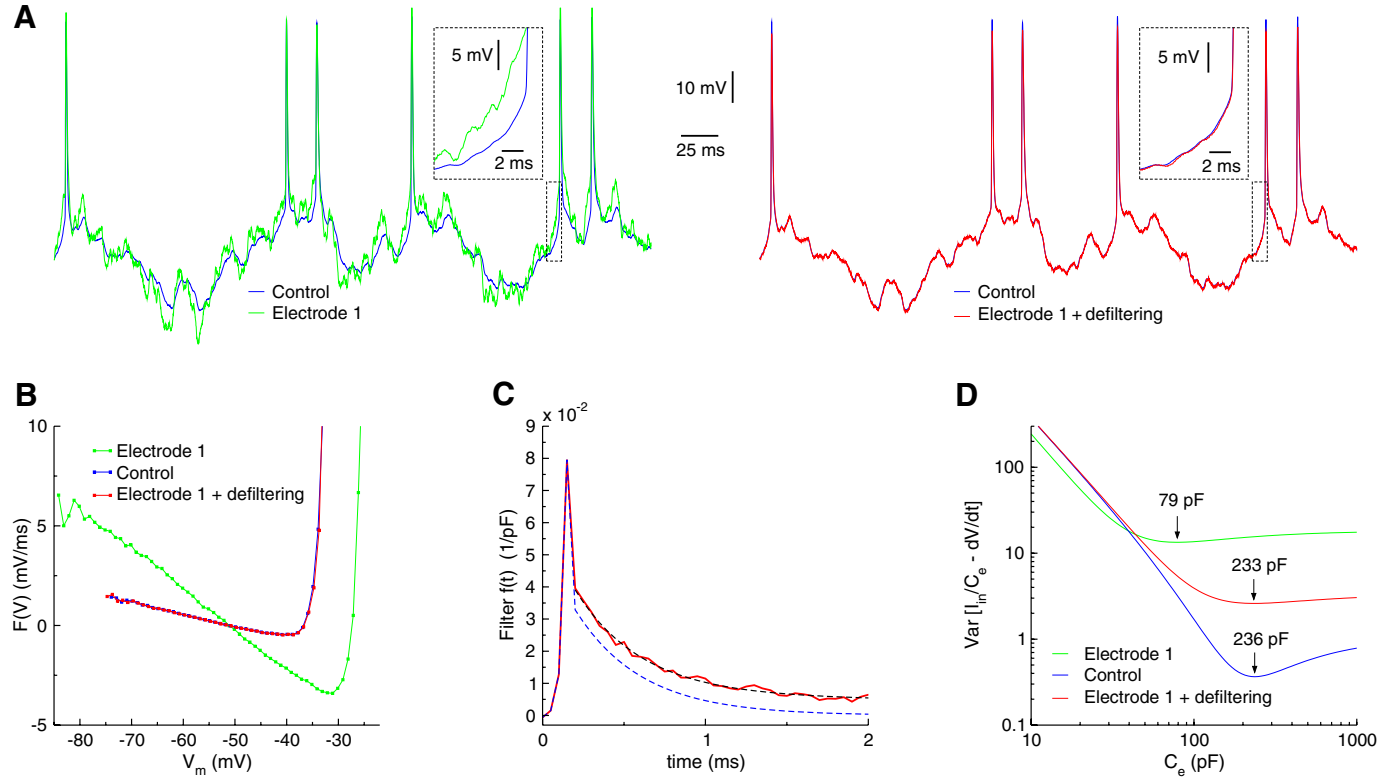 A
5 mV
2 ms
Control
Electrode 1
10 mV
25 ms
5 mV
2 ms
Control
Electrode 1 + defiltering
B
F(V) (mV/ms)
10
5
0
-5
-80
-70
-60
-50
-40
-30
V_m (mV)
Electrode 1
Control
Electrode 1 + defiltering
C
x 10^-2
Filter f(t) (1/pF)
9
8
7
6
5
4
3
2
1
0
0
1
2
time (ms)
D
Var [I_in/C_e - dV/dt]
100
10
1
0.1
79 pF
233 pF
236 pF
Electrode 1
Control
Electrode 1 + defiltering
10
100
1000
C_e (pF)